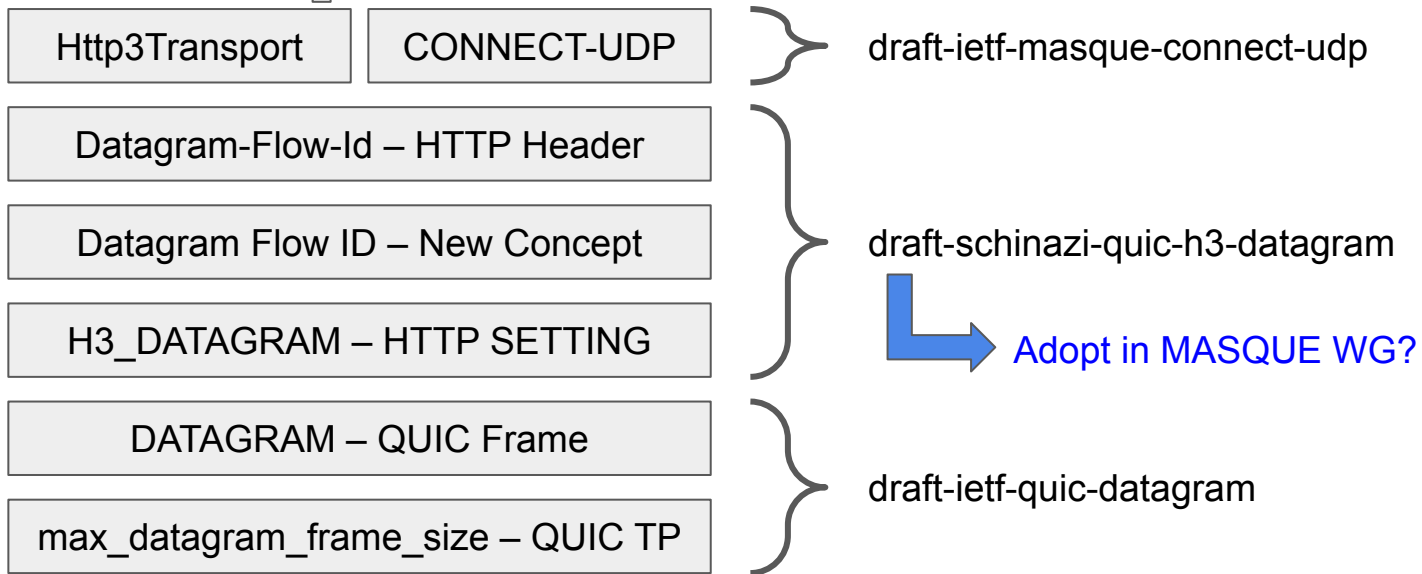 Http3Transport CONNECT-UDP draft-ietf-masque-connect-udp
Datagram-Flow-Id – HTTP Header
Datagram Flow ID – New Concept draft-schinazi-quic-h3-datagram
H3_DATAGRAM – HTTP SETTING Adopt in MASQUE WG?
DATAGRAM – QUIC Frame
draft-ietf-quic-datagram
max_datagram_frame_size – QUIC TP